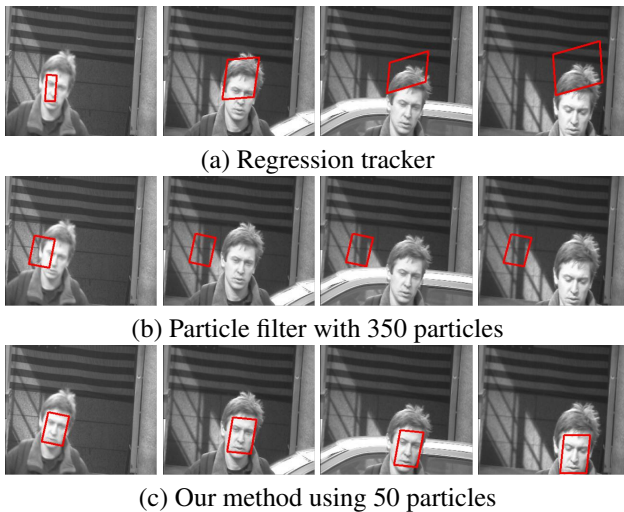 (a) Regression tracker
(b) Particle filter with 350 particles
(c) Our method using 50 particles